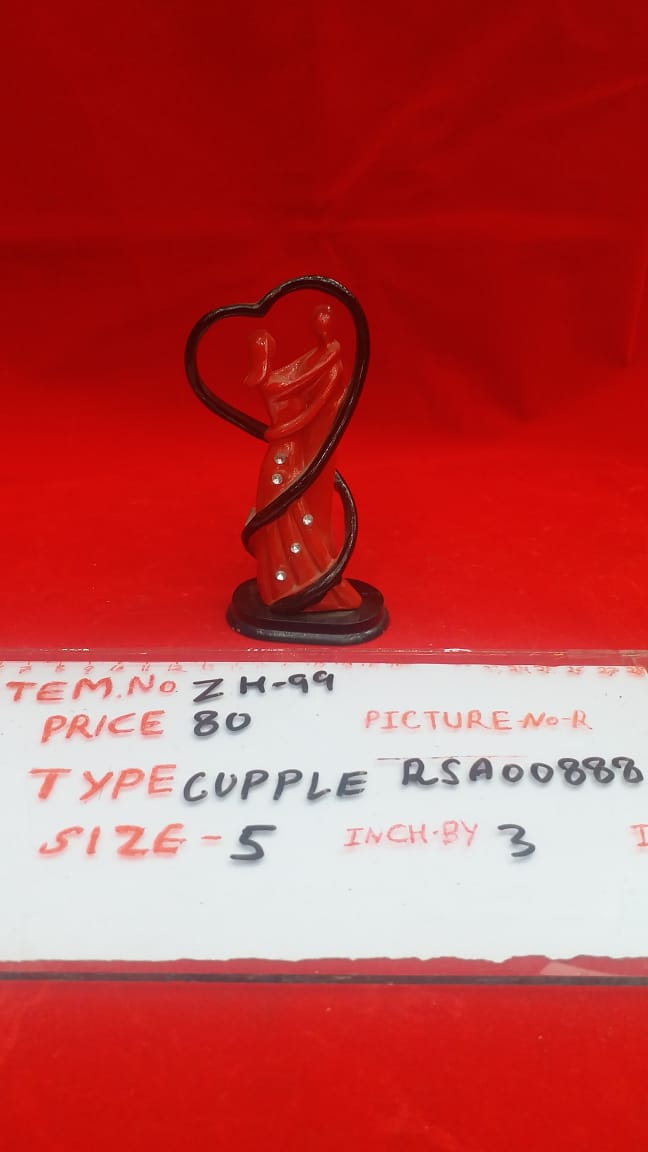 TEM.No ZH-99
PRICE 80 PICTURE-No-R
TYPE CUPPLE RSA00888
SIZE-5 INCH-BY 3 I